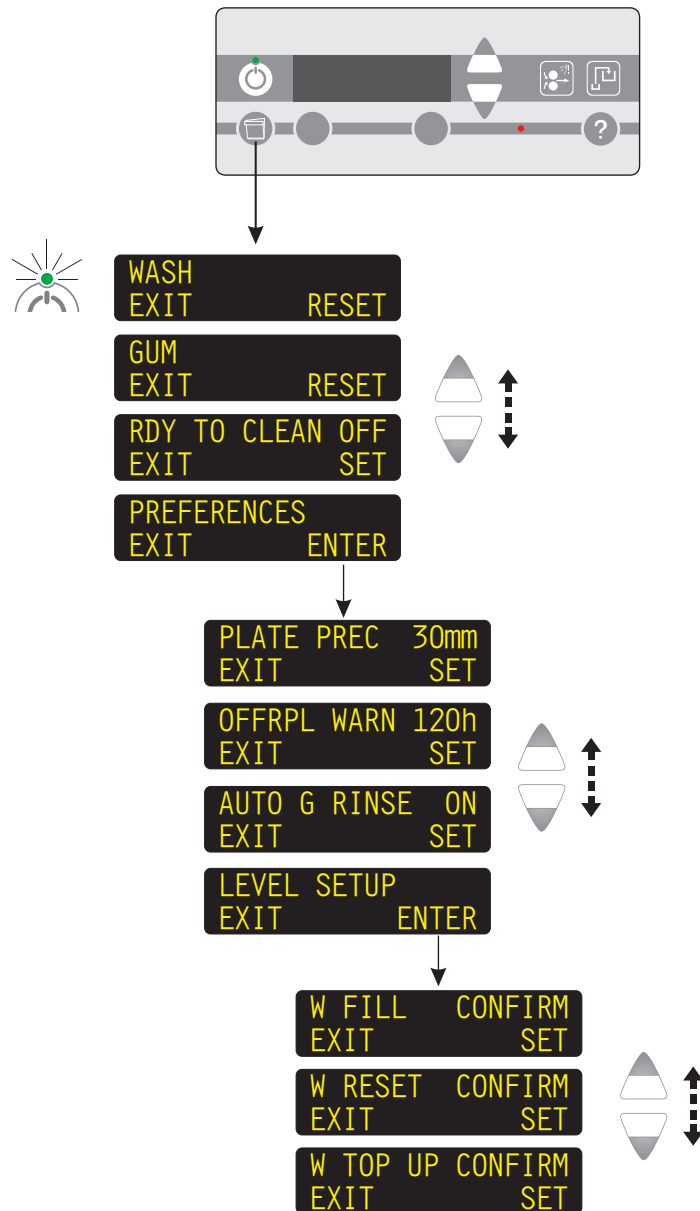 ?
WASH
EXIT RESET
GUM
EXIT RESET
RDY TO CLEAN OFF
EXIT SET
PREFERENCES
EXIT ENTER
PLATE PREC 30mm
EXIT SET
OFFRPL WARN 120h
EXIT SET
AUTO G RINSE ON
EXIT SET
LEVEL SETUP
EXIT ENTER
W FILL CONFIRM
EXIT SET
W RESET CONFIRM
EXIT SET
W TOP UP CONFIRM
EXIT SET